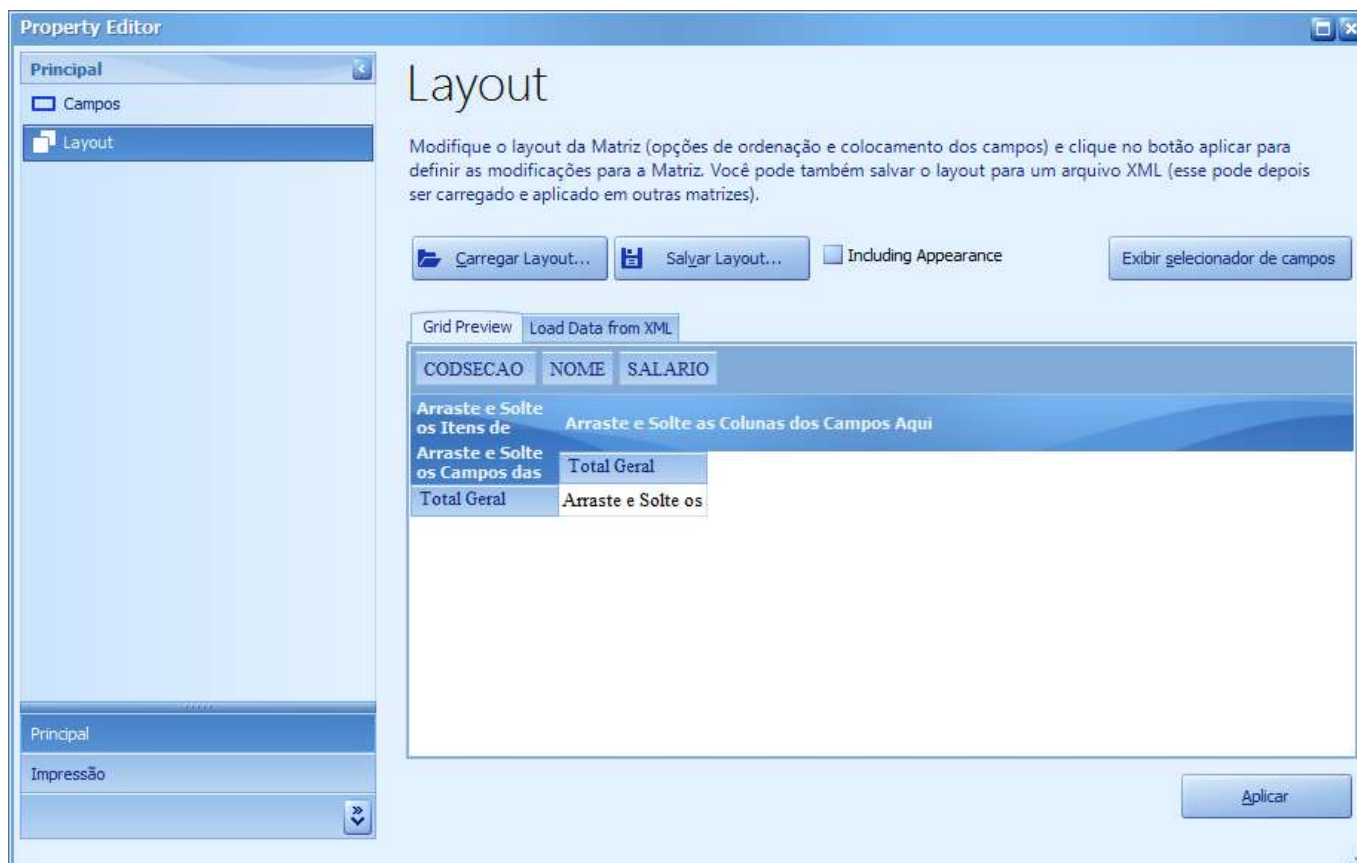 Property Editor
Principal
Campos
Layout
Layout
Modifique o layout da Matriz (opções de ordenação e colocamento dos campos) e clique no botão aplicar para
definir as modificações para a Matriz. Você pode também salvar o layout para um arquivo XML (esse pode depois
ser carregado e aplicado em outras matrizes).
Carregar Layout...
Salvar Layout...
Including Appearance
Exibir selecionador de campos
Grid Preview
Load Data from XML
CODSECAO NOME SALARIO
Arraste e Solte
os Itens de
Arraste e Solte as Colunas dos Campos Aqui
Arraste e Solte
os Campos das
Total Geral
Total Geral
Arraste e Solte os
Principal
Impressão
Aplicar